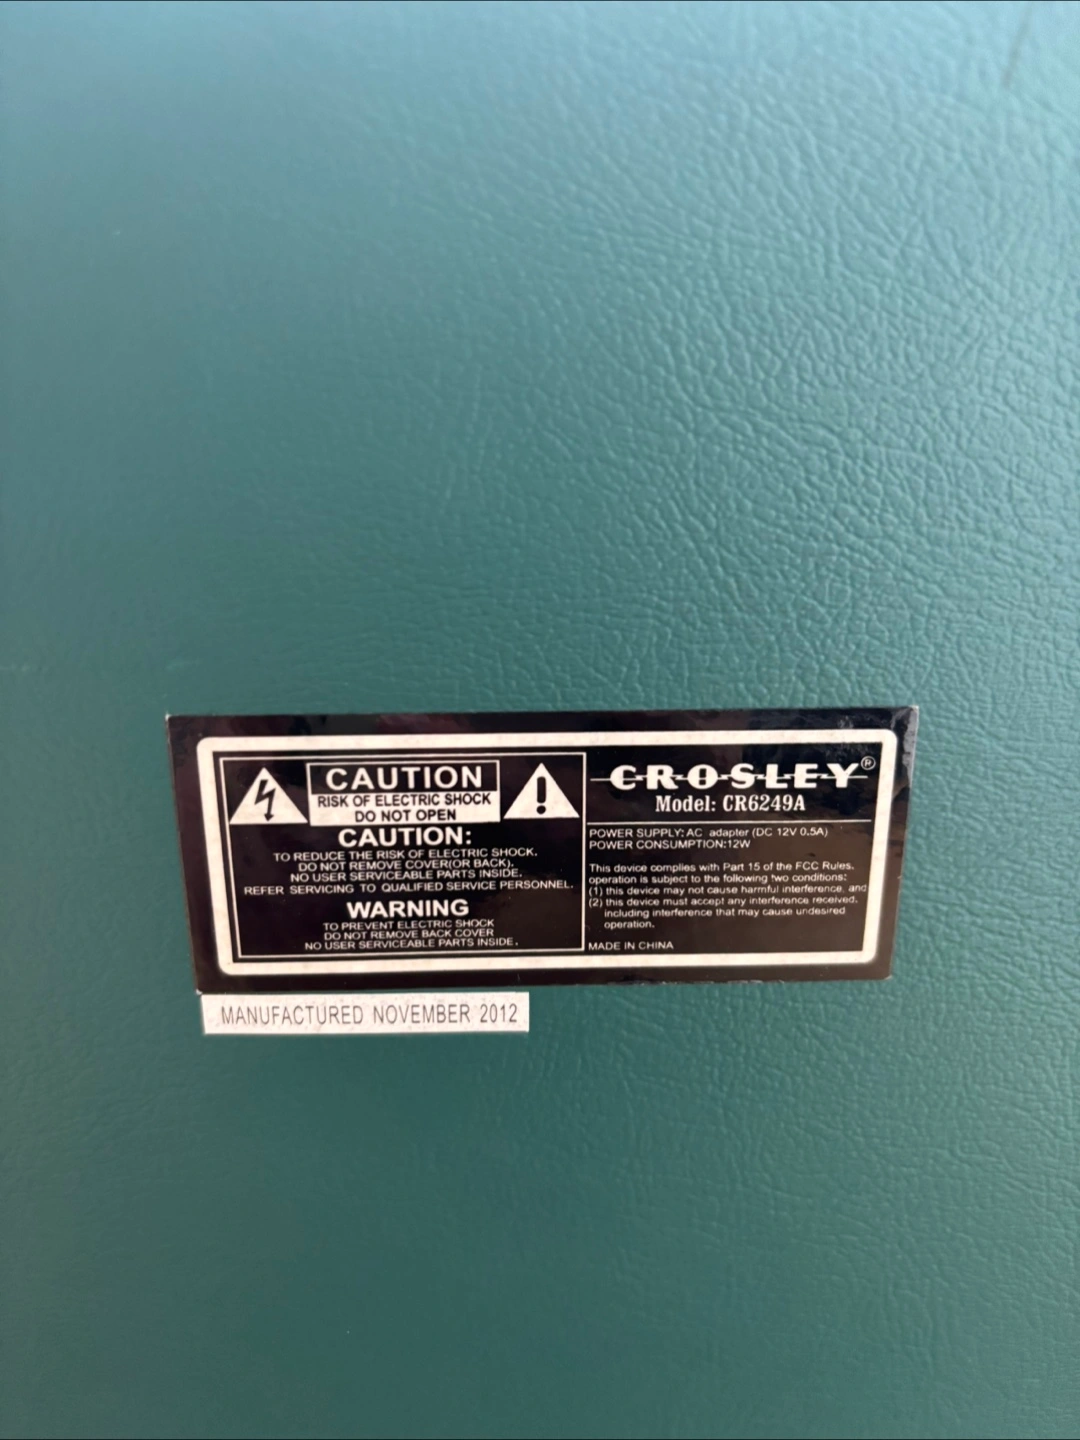 CAUTION
RISK OF ELECTRIC SHOCK
DO NOT OPEN
CAUTION:
TO REDUCE THE RISK OF ELECTRIC SHOCK.
DO NOT REMOVE COVER(OR BACK).
NO USER SERVICEABLE PARTS INSIDE.
REFER SERVICING TO QUALIFIED SERVICE PERSONNEL.
WARNING
TO PREVENT ELECTRIC SHOCK
DO NOT REMOVE BACK COVER
NO USER SERVICEABLE PARTS INSIDE.
CROSLEY®
Model: CR6249A
POWER SUPPLY: AC adapter (DC 12V 0.5A)
POWER CONSUMPTION:12W
This device complies with Part 15 of the FCC Rules.
operation is subject to the following two conditions:
(1) this device may not cause harmful interference, and
(2) this device must accept any interference received,
including interference that may cause undesired
operation.
MADE IN CHINA
MANUFACTURED NOVEMBER 2012